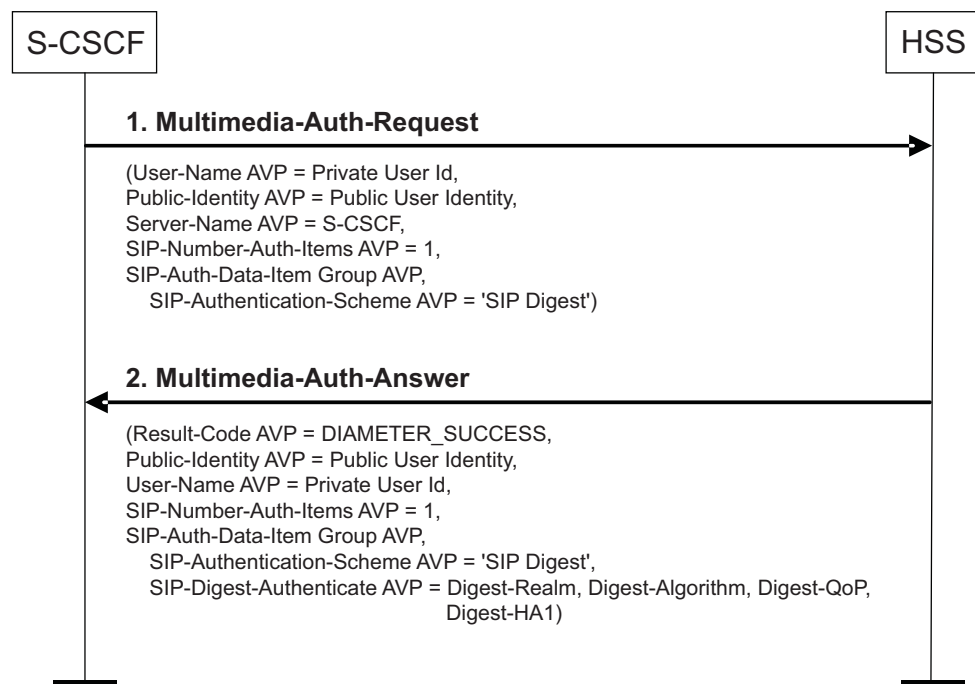 S-CSCF
HSS
1. Multimedia-Auth-Request
(User-Name AVP = Private User Id,
Public-Identity AVP = Public User Identity,
Server-Name AVP = S-CSCF,
SIP-Number-Auth-Items AVP = 1,
SIP-Auth-Data-Item Group AVP,
SIP-Authentication-Scheme AVP = 'SIP Digest')
2. Multimedia-Auth-Answer
(Result-Code AVP = DIAMETER_SUCCESS,
Public-Identity AVP = Public User Identity,
User-Name AVP = Private User Id,
SIP-Number-Auth-Items AVP = 1,
SIP-Auth-Data-Item Group AVP,
SIP-Authentication-Scheme AVP = 'SIP Digest',
SIP-Digest-Authenticate AVP = Digest-Realm, Digest-Algorithm, Digest-QoP,
Digest-HA1)